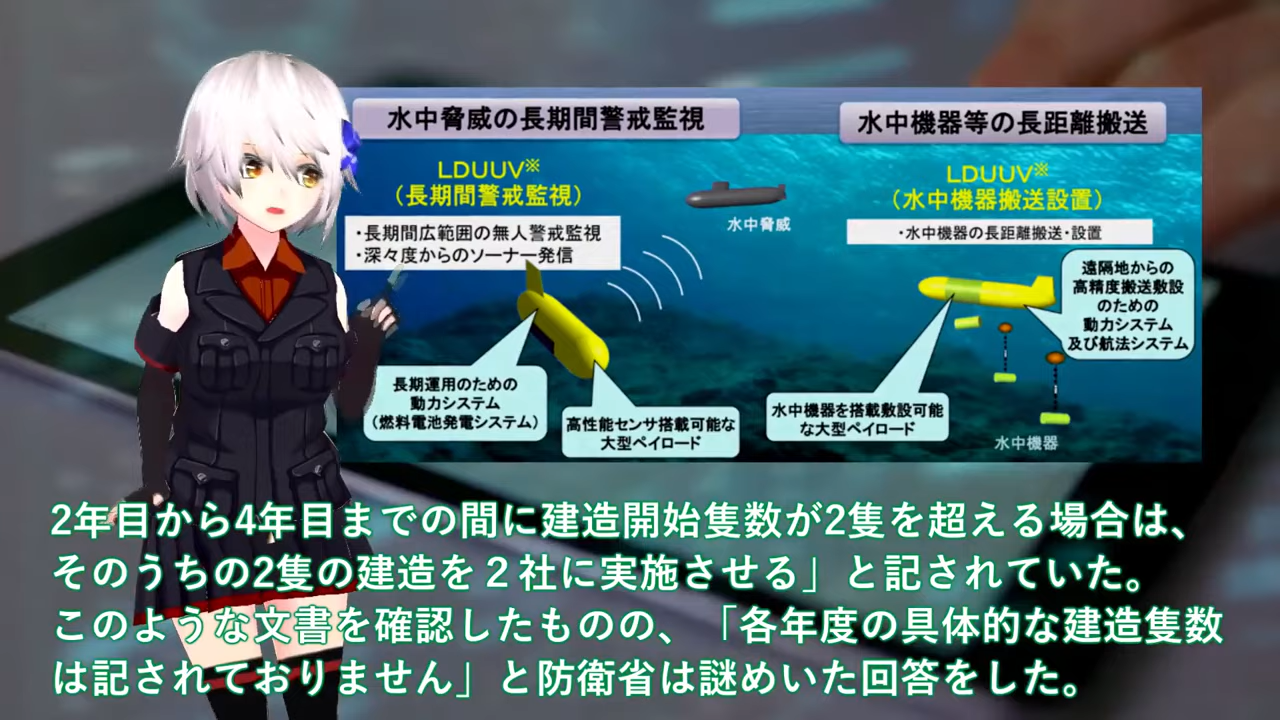 水中脅威の長期間警戒監視
LDUUV※
（長期間警戒監視）
・長期間広範囲の無人警戒監視
・深々度からのソーナー発信
水中脅威
長期運用のための
動力システム
（燃料電池発電システム）
高性能センサ搭載可能な
大型ペイロード
水中機器等の長距離搬送
LDUUV※
（水中機器搬送設置）
・水中機器の長距離搬送・設置
遠隔地からの
高精度搬送敷設
のための
動力システム
及び航法システム
水中機器を搭載敷設可能
な大型ペイロード
水中機器
2年目から4年目までの間に建造開始隻数が2隻を超える場合は、
そのうちの2隻の建造を２社に実施させる」と記されていた。
このような文書を確認したものの、「各年度の具体的な建造隻数
は記されておりません」と防衛省は謎めいた回答をした。